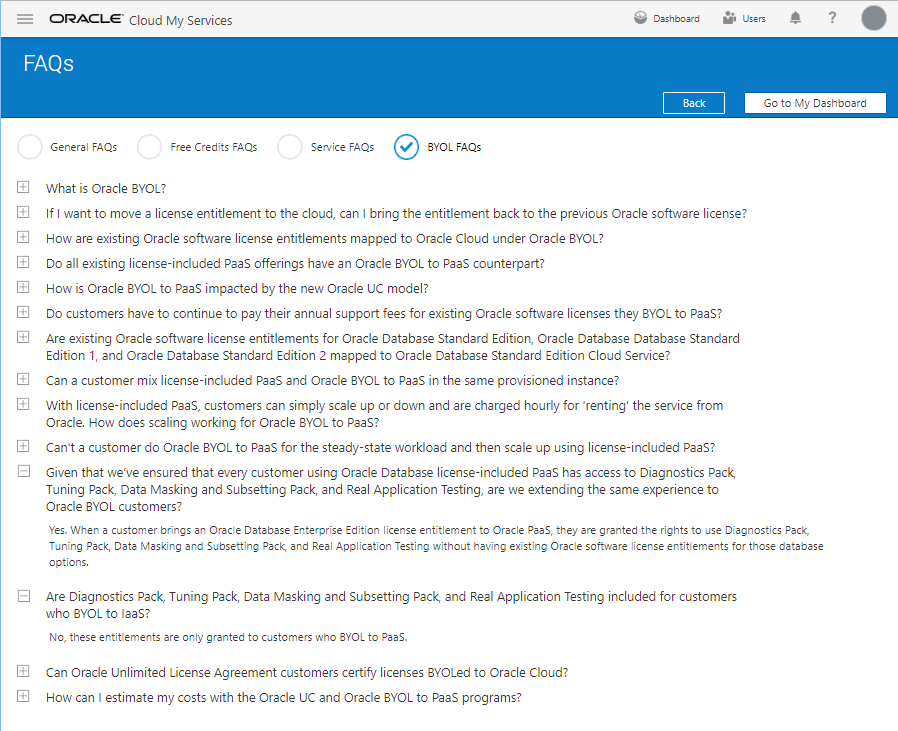 ORACLE Cloud My Services Dashboard Users ?
FAQs
Back Go to My Dashboard
General FAQs Free Credits FAQs Service FAQs BYOL FAQs
What is Oracle BYOL?
If I want to move a license entitlement to the cloud, can I bring the entitlement back to the previous Oracle software license?
How are existing Oracle software license entitlements mapped to Oracle Cloud under Oracle BYOL?
Do all existing license-included PaaS offerings have an Oracle BYOL to PaaS counterpart?
How is Oracle BYOL to PaaS impacted by the new Oracle UC model?
Do customers have to continue to pay their annual support fees for existing Oracle software licenses they BYOL to PaaS?
Are existing Oracle software license entitlements for Oracle Database Standard Edition, Oracle Database Database Standard
Edition 1, and Oracle Database Standard Edition 2 mapped to Oracle Database Standard Edition Cloud Service?
Can a customer mix license-included PaaS and Oracle BYOL to PaaS in the same provisioned instance?
With license-included PaaS, customers can simply scale up or down and are charged hourly for 'renting' the service from
Oracle. How does scaling working for Oracle BYOL to PaaS?
Can't a customer do Oracle BYOL to PaaS for the steady-state workload and then scale up using license-included PaaS?
Given that we've ensured that every customer using Oracle Database license-included PaaS has access to Diagnostics Pack,
Tuning Pack, Data Masking and Subsetting Pack, and Real Application Testing, are we extending the same experience to
Oracle BYOL customers?
Yes. When a customer brings an Oracle Database Enterprise Edition license entitlement to Oracle PaaS, they are granted the rights to use Diagnostics Pack,
Tuning Pack, Data Masking and Subsetting Pack, and Real Application Testing without having existing Oracle software license entitlements for those database
options.
Are Diagnostics Pack, Tuning Pack, Data Masking and Subsetting Pack, and Real Application Testing included for customers
who BYOL to IaaS?
No, these entitlements are only granted to customers who BYOL to PaaS.
Can Oracle Unlimited License Agreement customers certify licenses BYOLed to Oracle Cloud?
How can I estimate my costs with the Oracle UC and Oracle BYOL to PaaS programs?